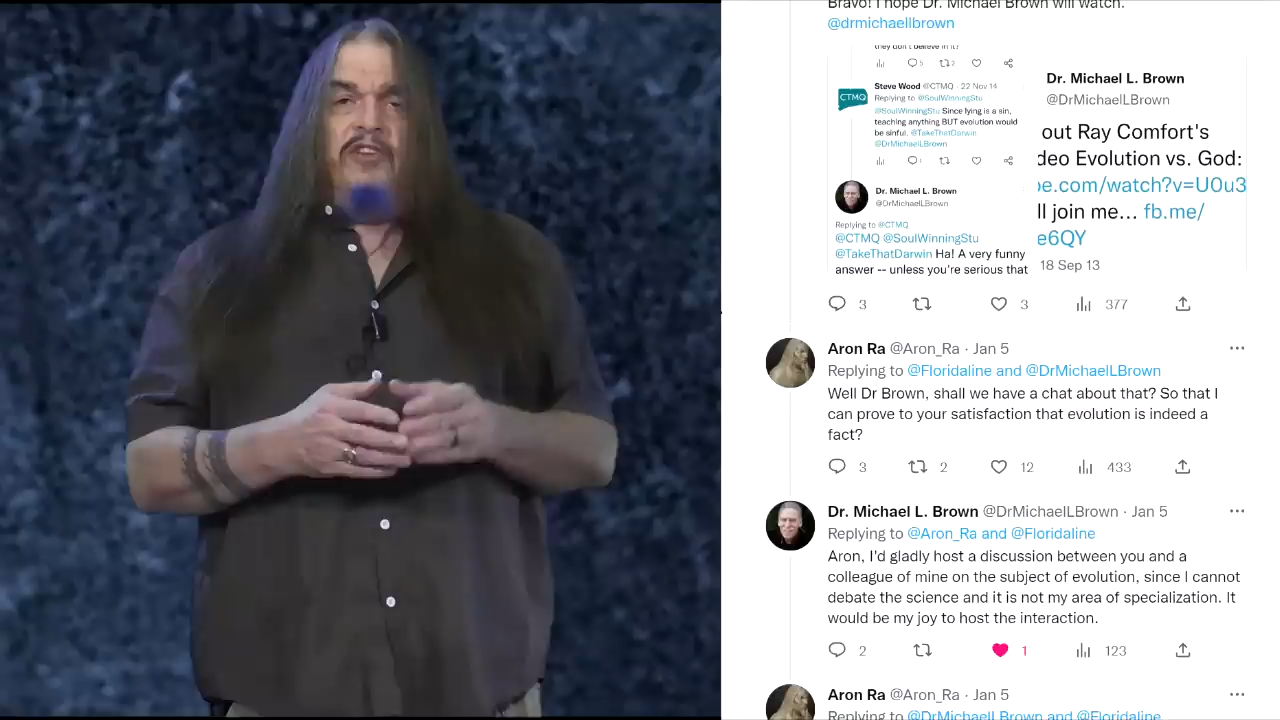 Bravo! I hope Dr. Michael Brown will watch.
@drmichaellbrown
they don't believe in it?
5 2
Steve Wood @CTMQ · 22 Nov 14
Replying to @SoulWinningStu
CTMQ
@SoulWinningStu Since lying is a sin,
teaching anything BUT evolution would
be sinful. @TakeThatDarwin
@DrMichaelLBrown
1
Dr. Michael L. Brown
@DrMichaelLBrown
Replying to @CTMQ
@CTMQ @SoulWinningStu
@TakeThatDarwin Ha! A very funny
answer -- unless you're serious that
Dr. Michael L. Brown
@DrMichaelLBrown
out Ray Comfort's
deo Evolution vs. God:
be.com/watch?v=U0u3
ll join me... fb.me/
e6QY
18 Sep 13
3 3 377
Aron Ra @Aron_Ra · Jan 5
Replying to @Floridaline and @DrMichaelLBrown
Well Dr Brown, shall we have a chat about that? So that I
can prove to your satisfaction that evolution is indeed a
fact?
3 2 12 433
Dr. Michael L. Brown @DrMichaelLBrown · Jan 5
Replying to @Aron_Ra and @Floridaline
Aron, I'd gladly host a discussion between you and a
colleague of mine on the subject of evolution, since I cannot
debate the science and it is not my area of specialization. It
would be my joy to host the interaction.
2 1 123
Aron Ra @Aron_Ra · Jan 5
Replying to @DrMichaelLBrown and @Floridaline